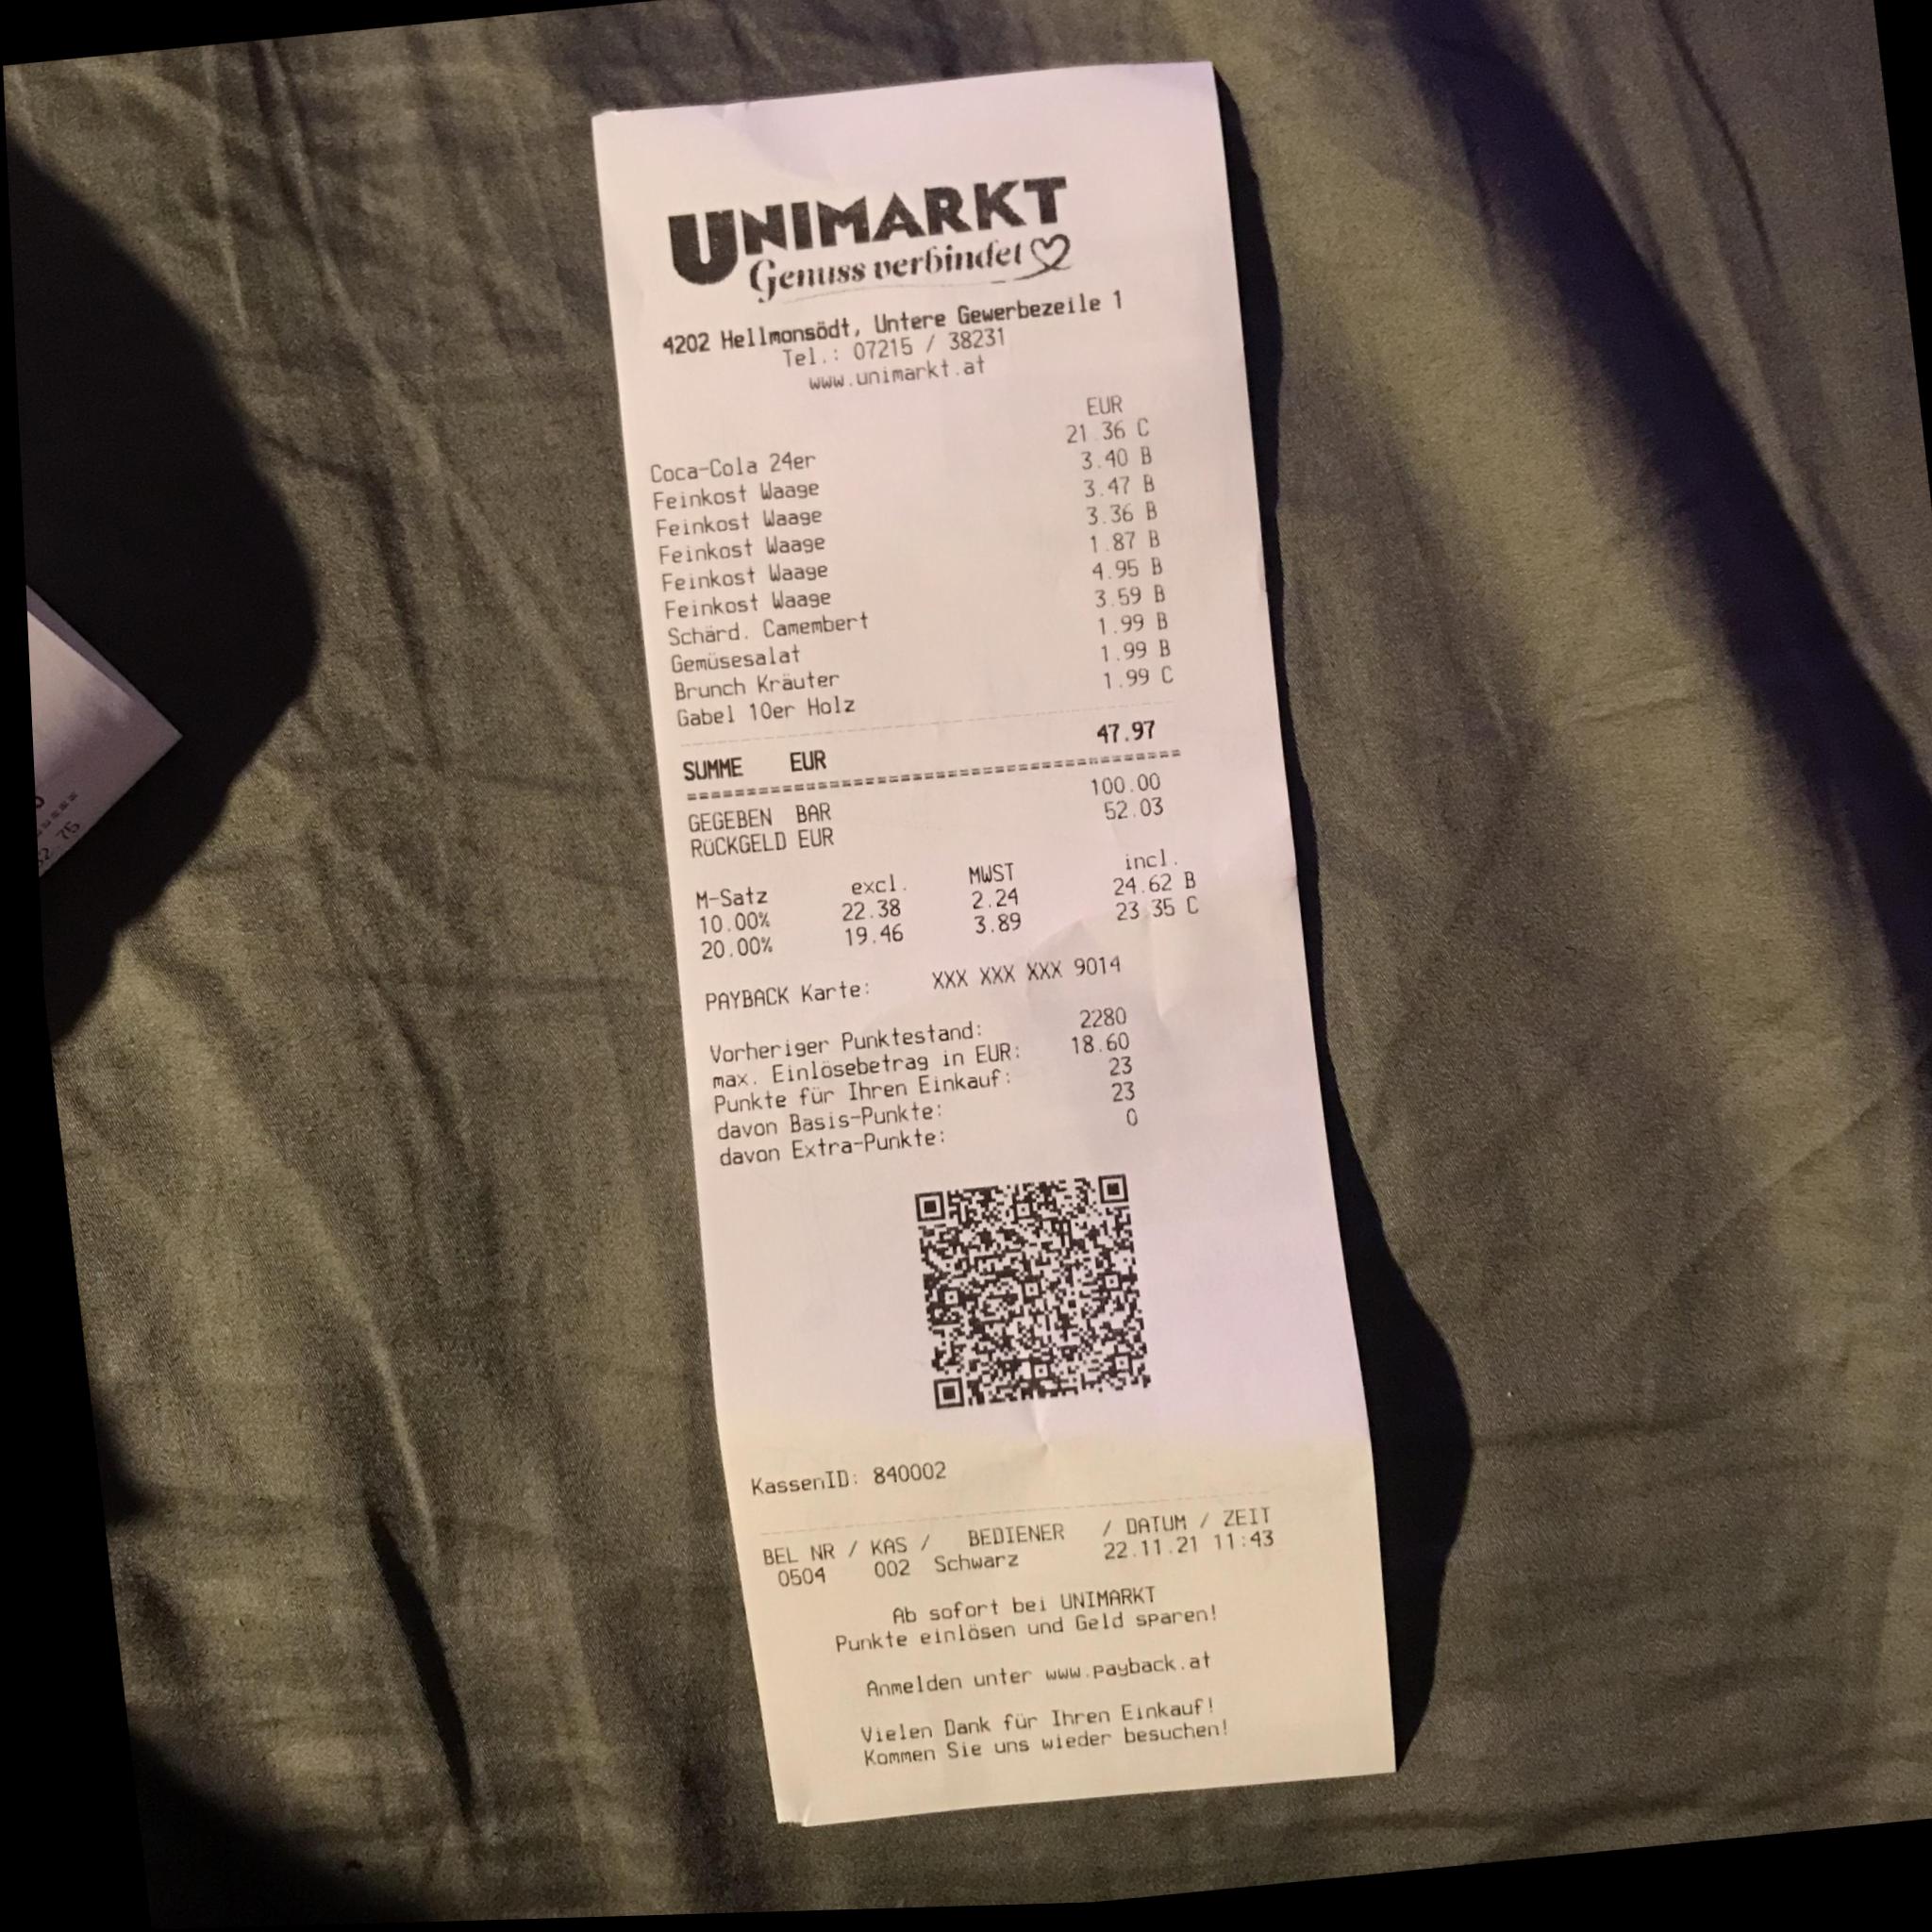 UNIMARKT
Genuss verbindet
4202 Hellmonsödt, Untere Gewerbezeile 1
Tel.: 07215 / 38231
www.unimarkt.at
EUR
Coca-Cola 24er 21.36 C
Feinkost Waage 3.40 B
Feinkost Waage 3.47 B
Feinkost Waage 3.36 B
Feinkost Waage 1.87 B
Feinkost Waage 4.95 B
Schärd. Camembert 3.59 B
Gemüsesalat 1.99 B
Brunch Kräuter 1.99 B
Gabel 10er Holz 1.99 C
SUMME EUR 47.97
GEGEBEN BAR 100.00
RÜCKGELD EUR 52.03
M-Satz excl. MWST incl.
10.00% 22.38 2.24 24.62 B
20.00% 19.46 3.89 23.35 C
PAYBACK Karte: XXX XXX XXX 9014
Vorheriger Punktestand: 2280
max. Einlösebetrag in EUR: 18.60
Punkte für Ihren Einkauf: 23
davon Basis-Punkte: 23
davon Extra-Punkte: 0
KassenID: 840002
BEL NR / KAS / BEDIENER / DATUM / ZEIT
0504 002 Schwarz 22.11.21 11:43
Ab sofort bei UNIMARKT
Punkte einlösen und Geld sparen!
Anmelden unter www.payback.at
Vielen Dank für Ihren Einkauf!
Kommen Sie uns wieder besuchen!